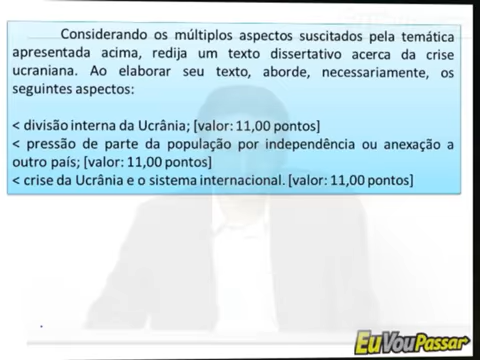 Considerando os múltiplos aspectos suscitados pela temática
apresentada acima, redija um texto dissertativo acerca da crise
ucraniana. Ao elaborar seu texto, aborde, necessariamente, os
seguintes aspectos:
< divisão interna da Ucrânia; [valor: 11,00 pontos]
< pressão de parte da população por independência ou anexação a
outro país; [valor: 11,00 pontos]
< crise da Ucrânia e o sistema internacional. [valor: 11,00 pontos]
EuVouPassar